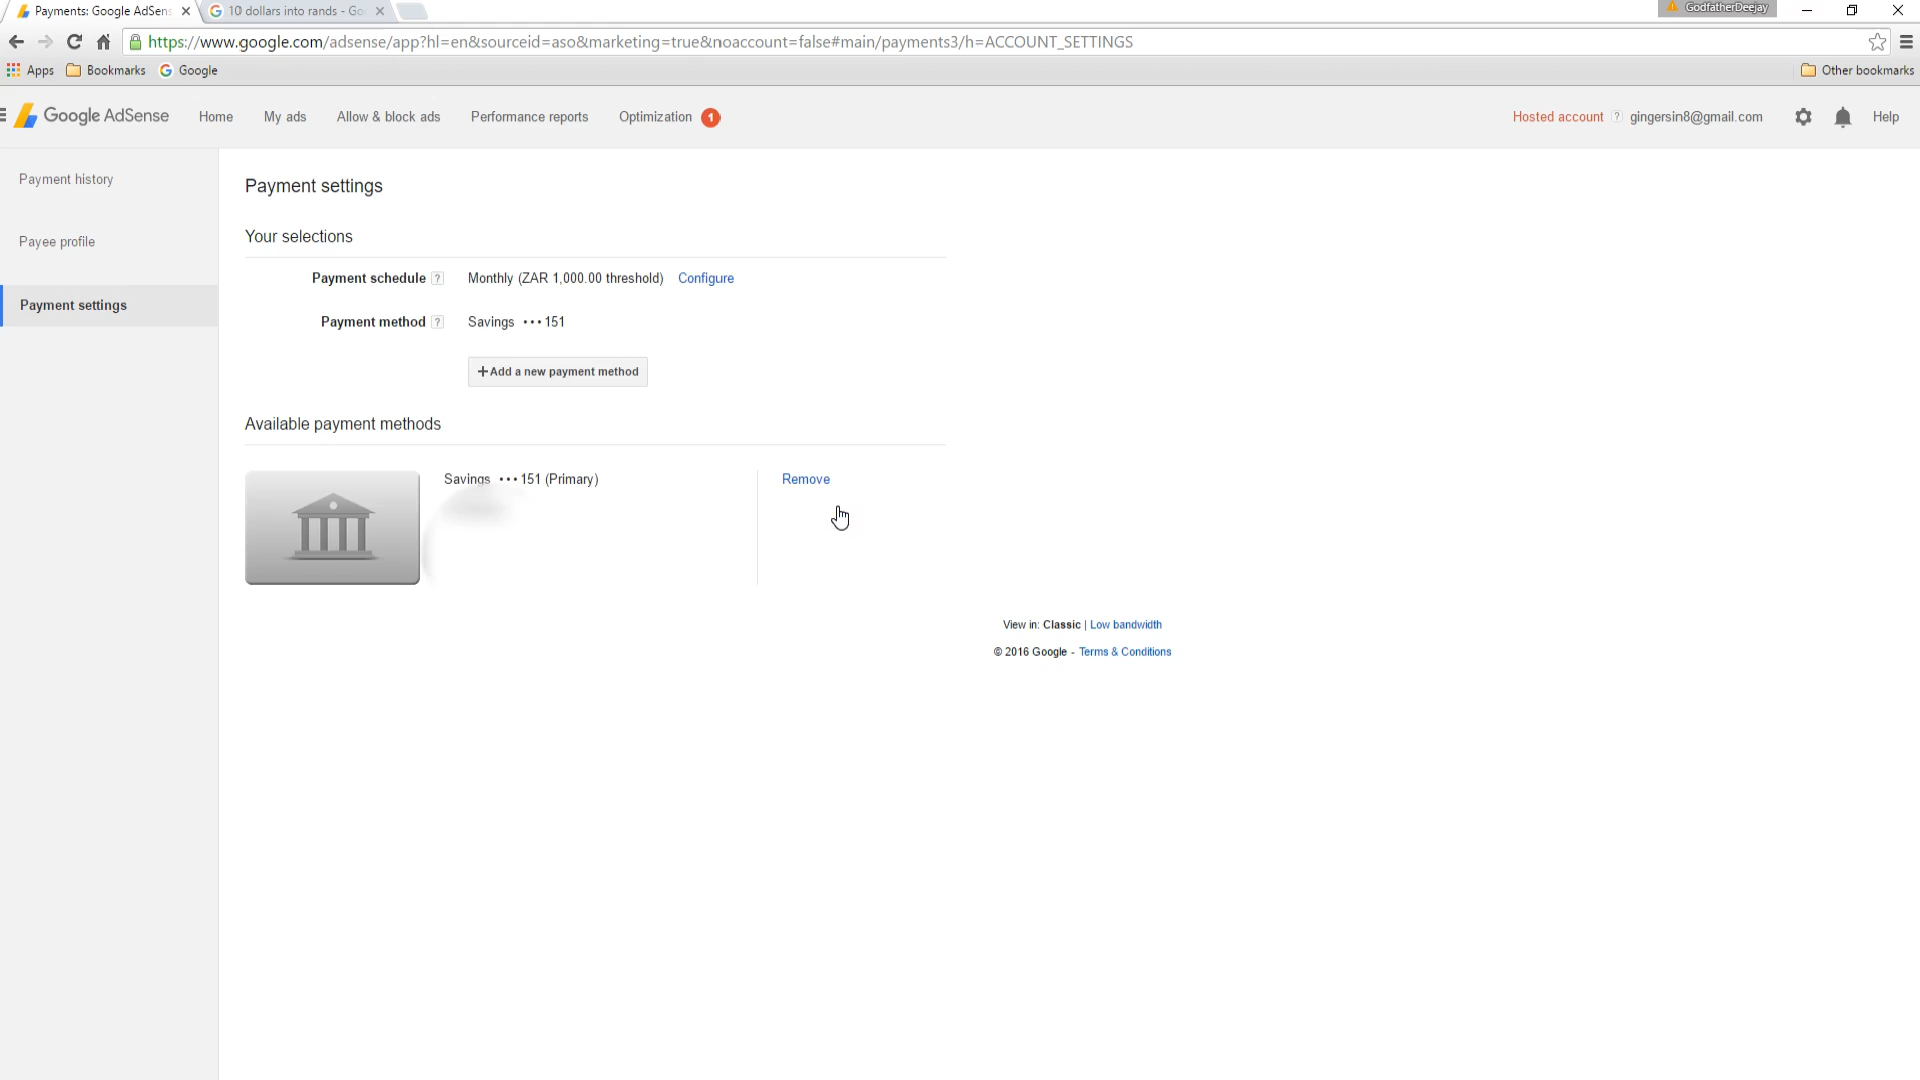 Payments: Google AdSens
10 dollars into rands - Go
GodfatherDeejay
https://www.google.com/adsense/app?hl=en&sourceid=aso&marketing=true&noaccount=false#main/payments3/h=ACCOUNT_SETTINGS
Apps Bookmarks Google Other bookmarks
Google AdSense Home My ads Allow & block ads Performance reports Optimization 1 Hosted account ? gingersin8@gmail.com Help
Payment history
Payee profile
Payment settings
Payment settings
Your selections
Payment schedule ? Monthly (ZAR 1,000.00 threshold) Configure
Payment method ? Savings •••151
+Add a new payment method
Available payment methods
Savings •••151 (Primary) Remove
View in: Classic | Low bandwidth
© 2016 Google - Terms & Conditions